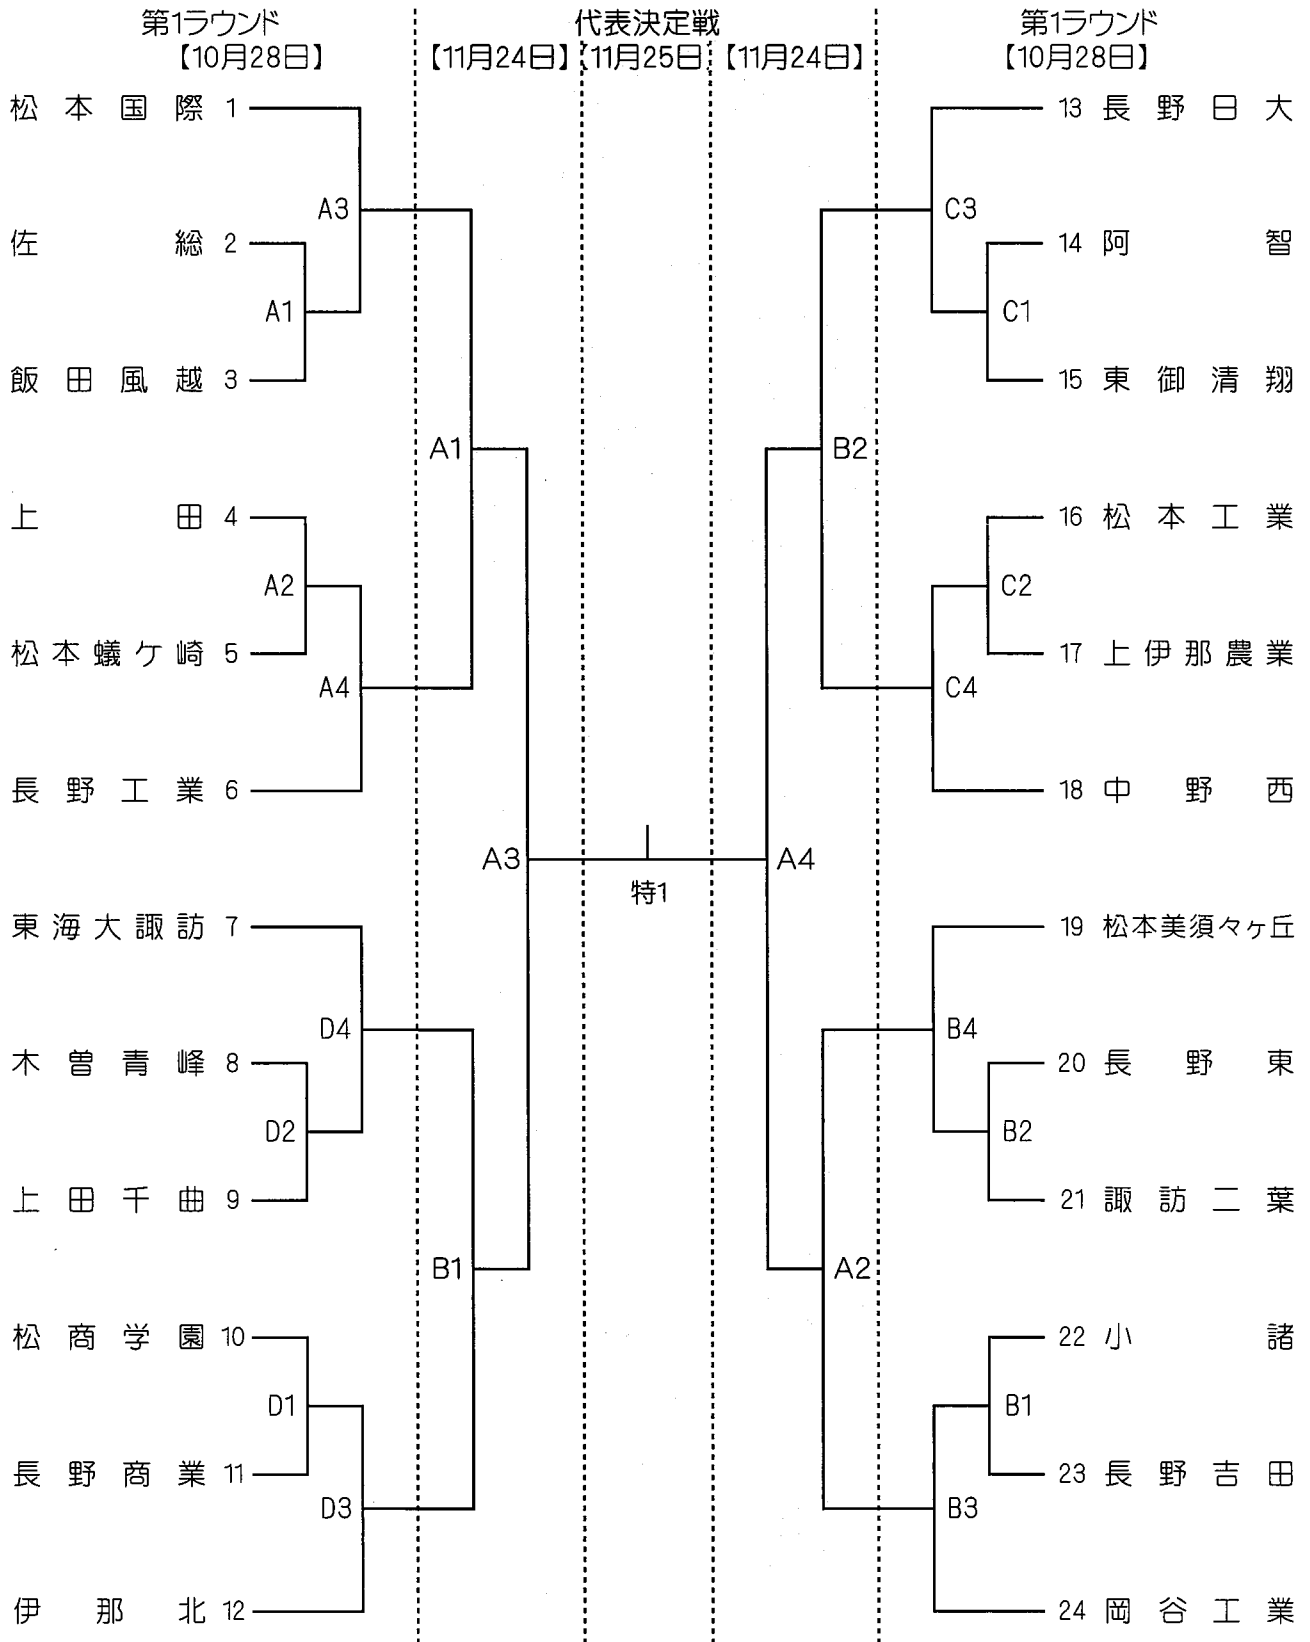 第1ラウンド 代表決定戦 第1ラウンド
【10月28日】 【11月24日】 【11月25日】 【11月24日】 【10月28日】
松本国際 1 13 長野日大
A3 C3
佐総 2 14 阿智
A1 C1
飯田風越 3 15 東御清翔
A1 B2
上田 4 16 松本工業
A2 C2
松本蟻ケ崎 5 17 上伊那農業
A4 C4
長野工業 6 18 中野西
A3 A4
特1
東海大諏訪 7 19 松本美須々ヶ丘
D4 B4
木曽青峰 8 20 長野東
D2 B2
上田千曲 9 21 諏訪二葉
B1 A2
松商学園 10 22 小諸
D1 B1
長野商業 11 23 長野吉田
D3 B3
伊那北 12 24 岡谷工業